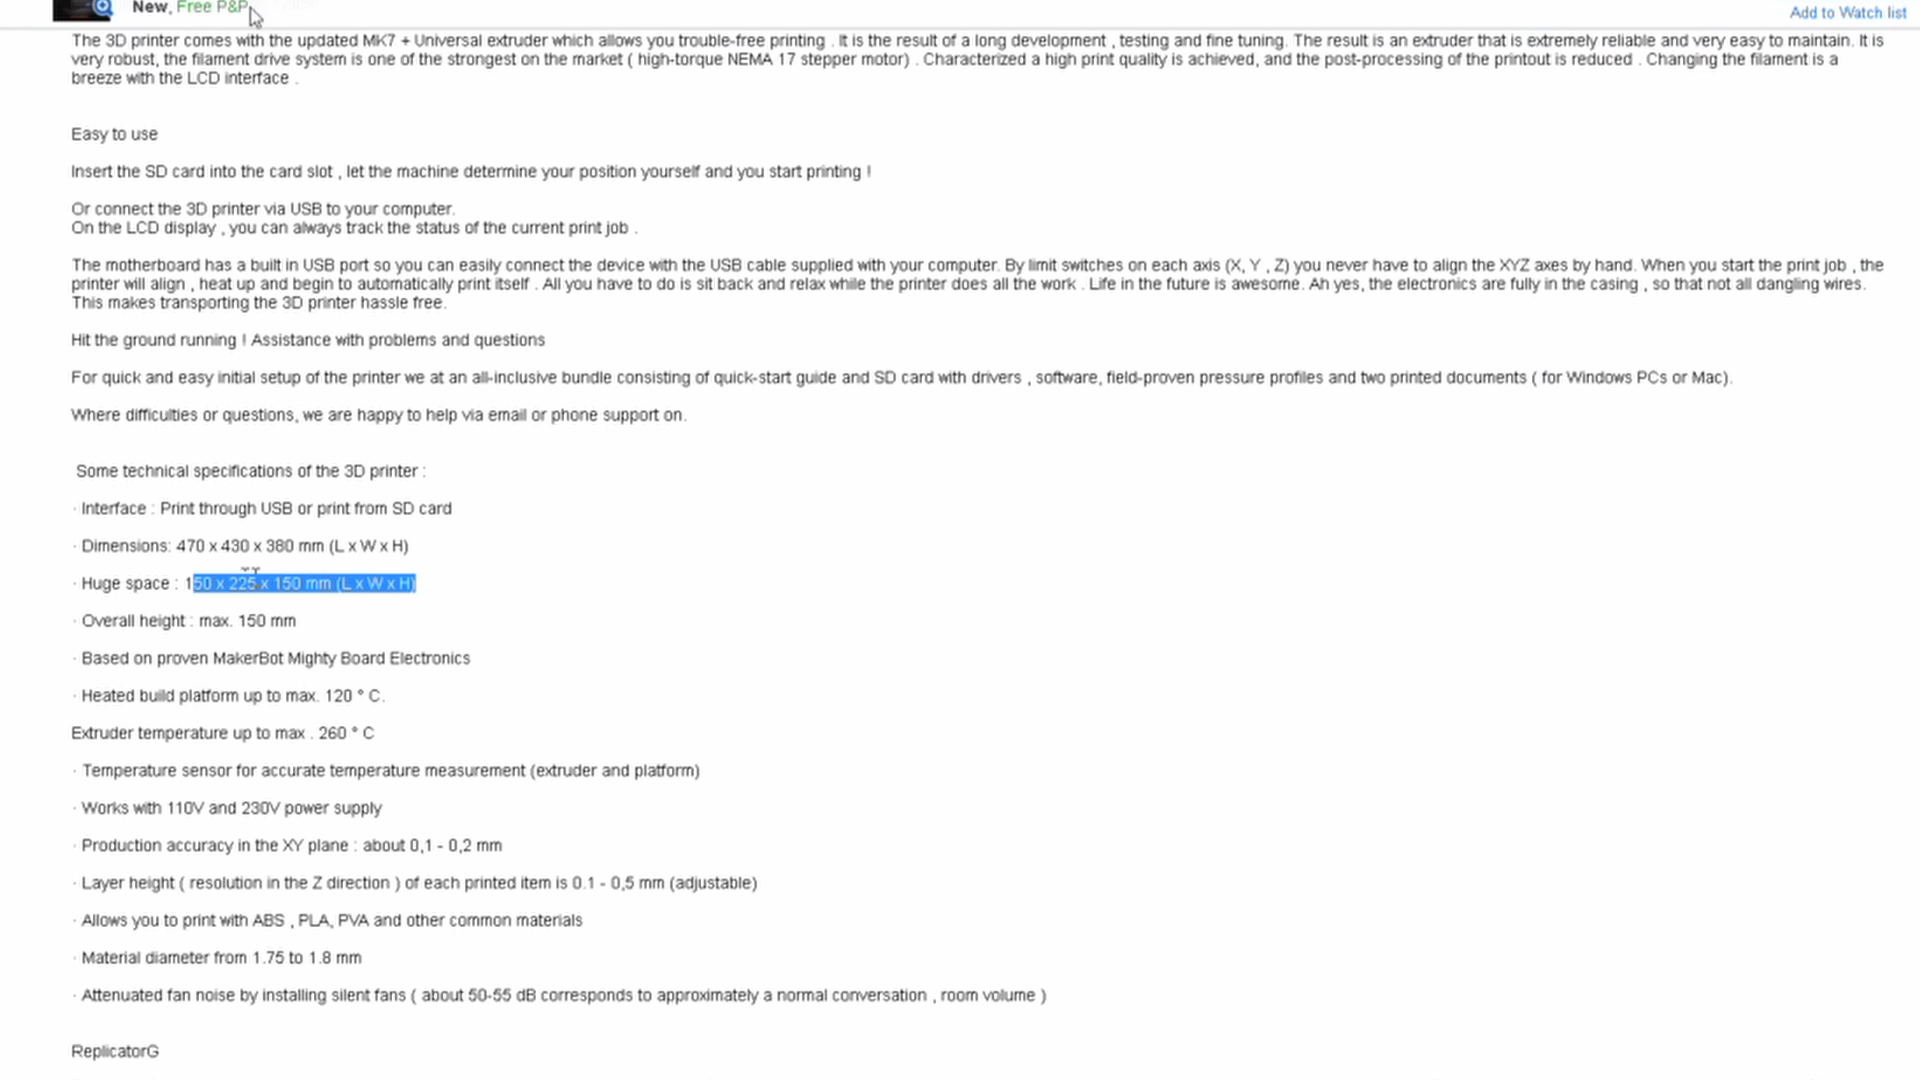 New, Free P&P
Add to Watch list
The 3D printer comes with the updated MK7 + Universal extruder which allows you trouble-free printing . It is the result of a long development , testing and fine tuning. The result is an extruder that is extremely reliable and very easy to maintain. It is
very robust, the filament drive system is one of the strongest on the market ( high-torque NEMA 17 stepper motor) . Characterized a high print quality is achieved, and the post-processing of the printout is reduced . Changing the filament is a
breeze with the LCD interface .
Easy to use
Insert the SD card into the card slot , let the machine determine your position yourself and you start printing !
Or connect the 3D printer via USB to your computer.
On the LCD display , you can always track the status of the current print job .
The motherboard has a built in USB port so you can easily connect the device with the USB cable supplied with your computer. By limit switches on each axis (X, Y , Z) you never have to align the XYZ axes by hand. When you start the print job , the
printer will align , heat up and begin to automatically print itself . All you have to do is sit back and relax while the printer does all the work . Life in the future is awesome. Ah yes, the electronics are fully in the casing , so that not all dangling wires.
This makes transporting the 3D printer hassle free.
Hit the ground running ! Assistance with problems and questions
For quick and easy initial setup of the printer we at an all-inclusive bundle consisting of quick-start guide and SD card with drivers , software, field-proven pressure profiles and two printed documents ( for Windows PCs or Mac).
Where difficulties or questions, we are happy to help via email or phone support on.
Some technical specifications of the 3D printer :
· Interface : Print through USB or print from SD card
· Dimensions: 470 x 430 x 380 mm (L x W x H)
· Huge space : 150 x 225 x 150 mm (L x W x H)
· Overall height : max. 150 mm
· Based on proven MakerBot Mighty Board Electronics
· Heated build platform up to max. 120 ° C.
Extruder temperature up to max . 260 ° C
· Temperature sensor for accurate temperature measurement (extruder and platform)
· Works with 110V and 230V power supply
· Production accuracy in the XY plane : about 0,1 - 0,2 mm
· Layer height ( resolution in the Z direction ) of each printed item is 0.1 - 0,5 mm (adjustable)
· Allows you to print with ABS , PLA, PVA and other common materials
· Material diameter from 1.75 to 1.8 mm
· Attenuated fan noise by installing silent fans ( about 50-55 dB corresponds to approximately a normal conversation , room volume )
ReplicatorG